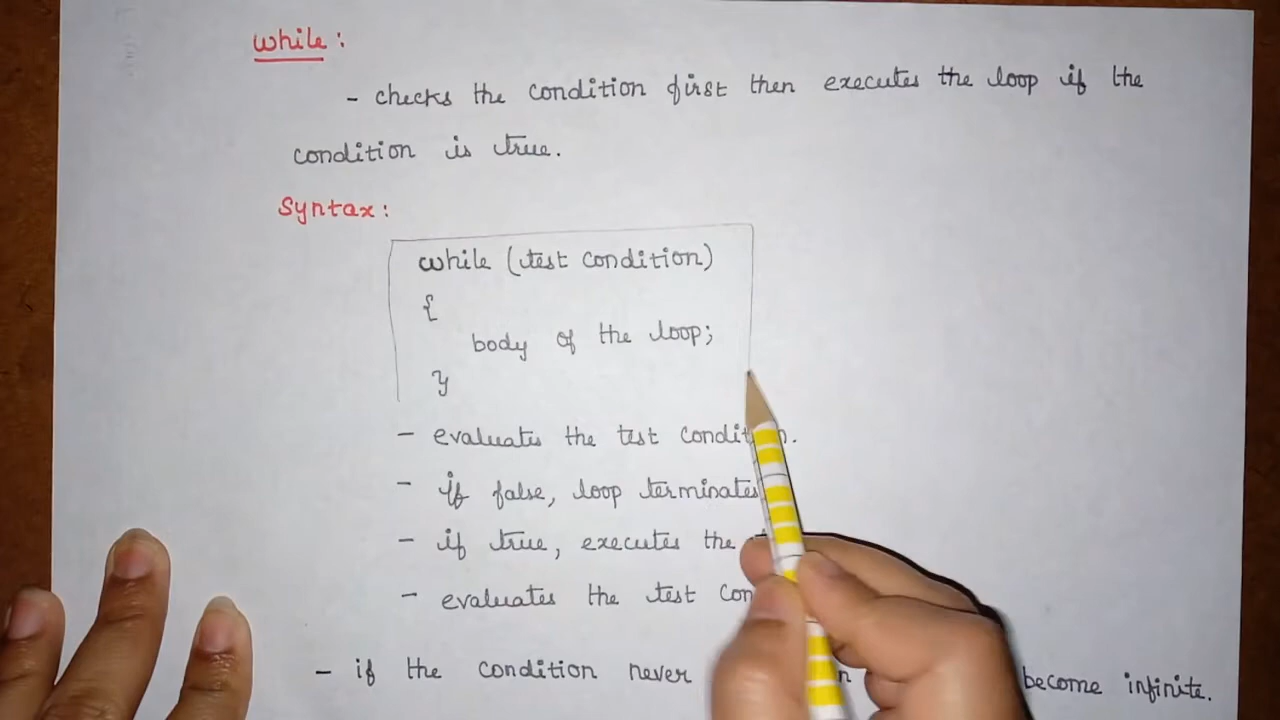 while:
- checks the condition first then executes the loop if the
condition is true.
Syntax:
while (test condition)
{
body of the loop;
}
- evaluates the test condition.
- if false, loop terminates
- if true, executes the
- evaluates the test con
- if the condition never become infinite.